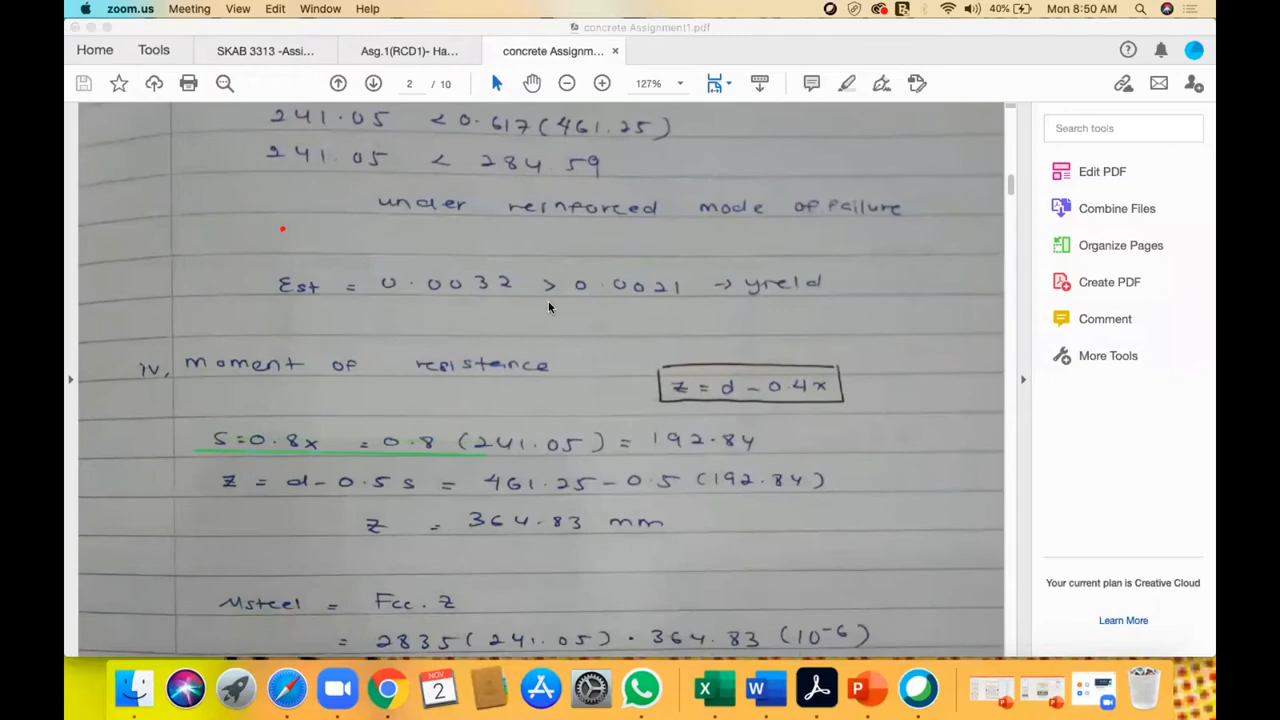 zoom.us Meeting View Edit Window Help
40% Mon 8:50 AM
concrete Assignment1.pdf
Home Tools SKAB 3313 -Assi... Asg.1(RCD1)- Ha... concrete Assignm... ×
2 / 10 127%
241.05 < 0.617(461.25)
241.05 < 284.59
under reinforced mode of failure
Est = 0.0032 > 0.0021 → yield
iv, moment of resistance
z = d - 0.4x
S=0.8x = 0.8 (241.05) = 192.84
z = d-0.5s = 461.25-0.5 (192.84)
z = 364.83 mm
Msteel = Fcc. z
= 2835(241.05) · 364.83 (10-6)
Search tools
Edit PDF
Combine Files
Organize Pages
Create PDF
Comment
More Tools
Your current plan is Creative Cloud
Learn More
NOV
2